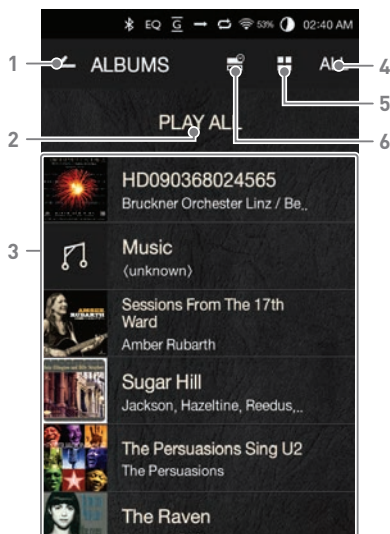 EQ G 53% 02:40 AM
1 ALBUMS 4
5
6
2 PLAY ALL
3
HD090368024565
Bruckner Orchester Linz / Be..
Music
(unknown)
AMBER RUBARTH
Sessions From The 17th
Ward
Amber Rubarth
Sugar Hill
Jackson, Hazeltine, Reedus,...
The Persuasions Sing U2
The Persuasions
The Raven